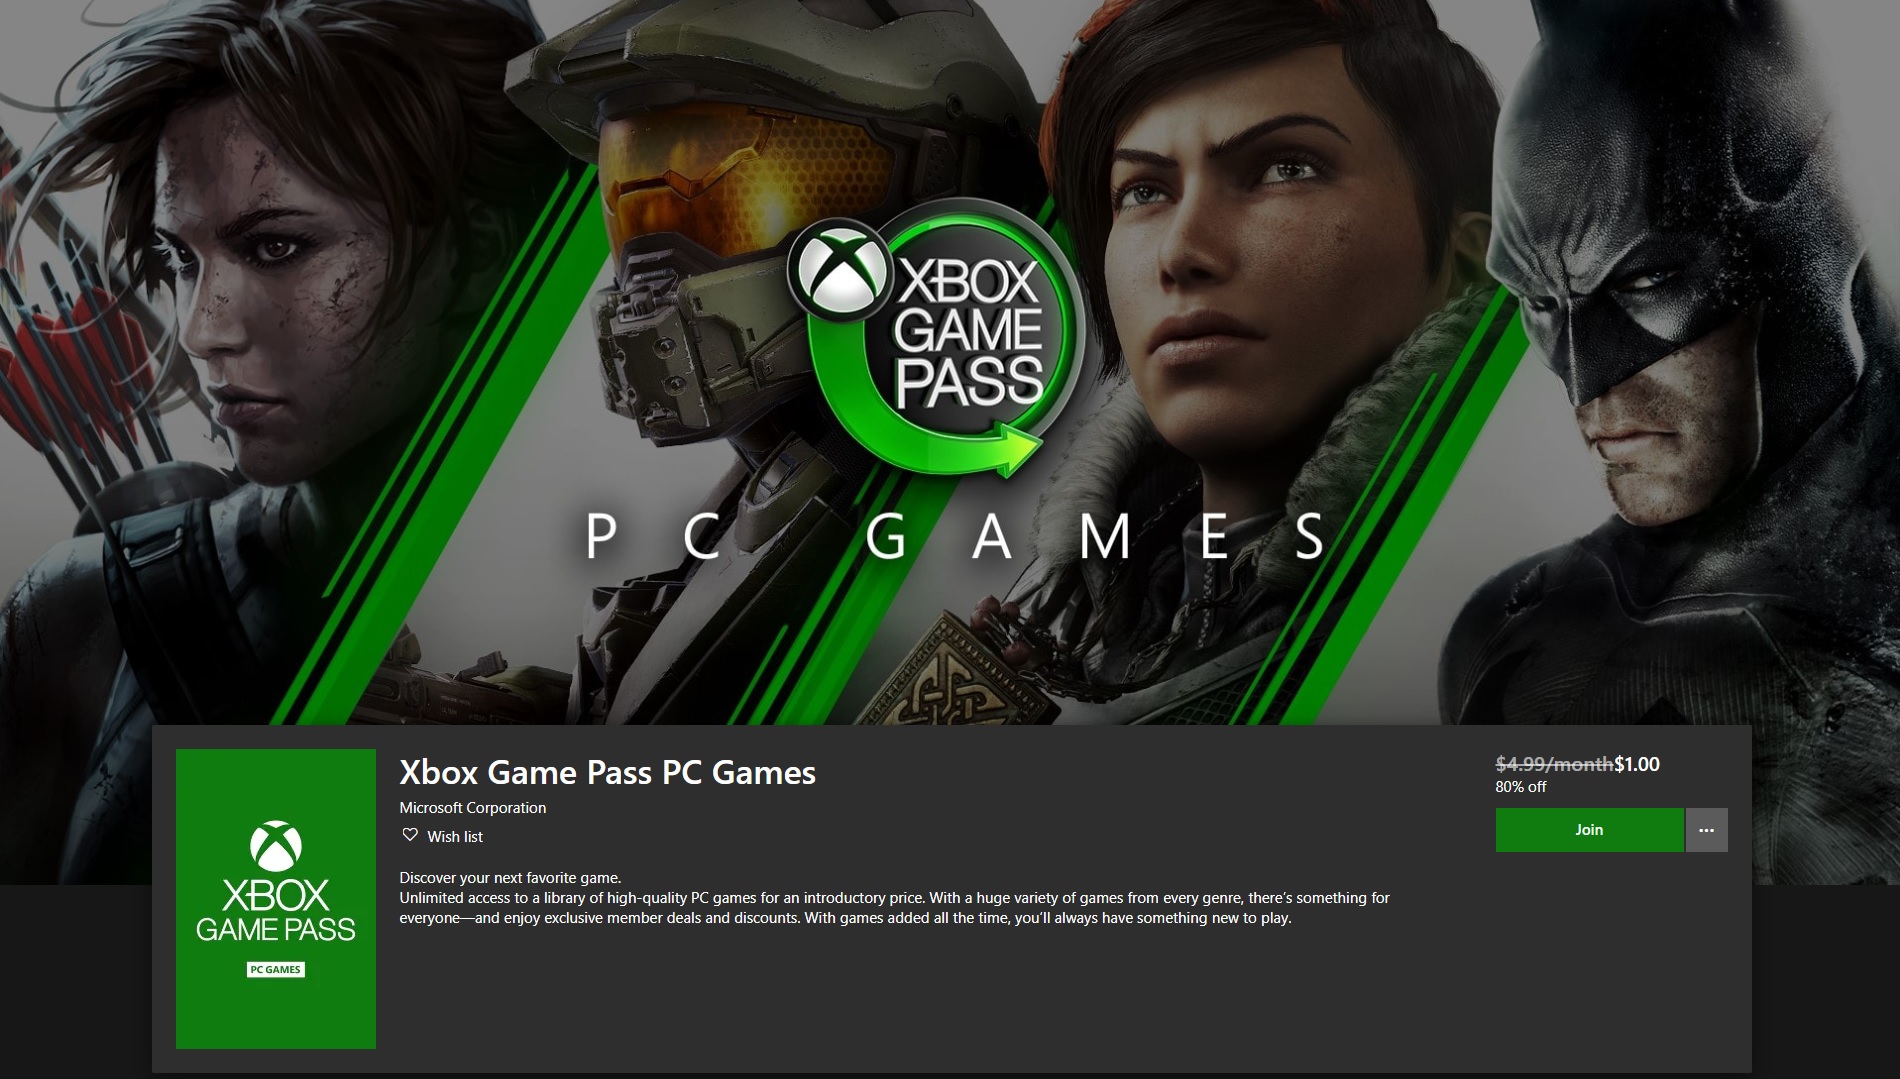 XBOX
GAME
PASS
PC GAMES
XBOX
GAME PASS
PC GAMES
Xbox Game Pass PC Games
Microsoft Corporation
Wish list
Discover your next favorite game.
Unlimited access to a library of high-quality PC games for an introductory price. With a huge variety of games from every genre, there’s something for
everyone—and enjoy exclusive member deals and discounts. With games added all the time, you’ll always have something new to play.
$4.99/month$1.00
80% off
Join